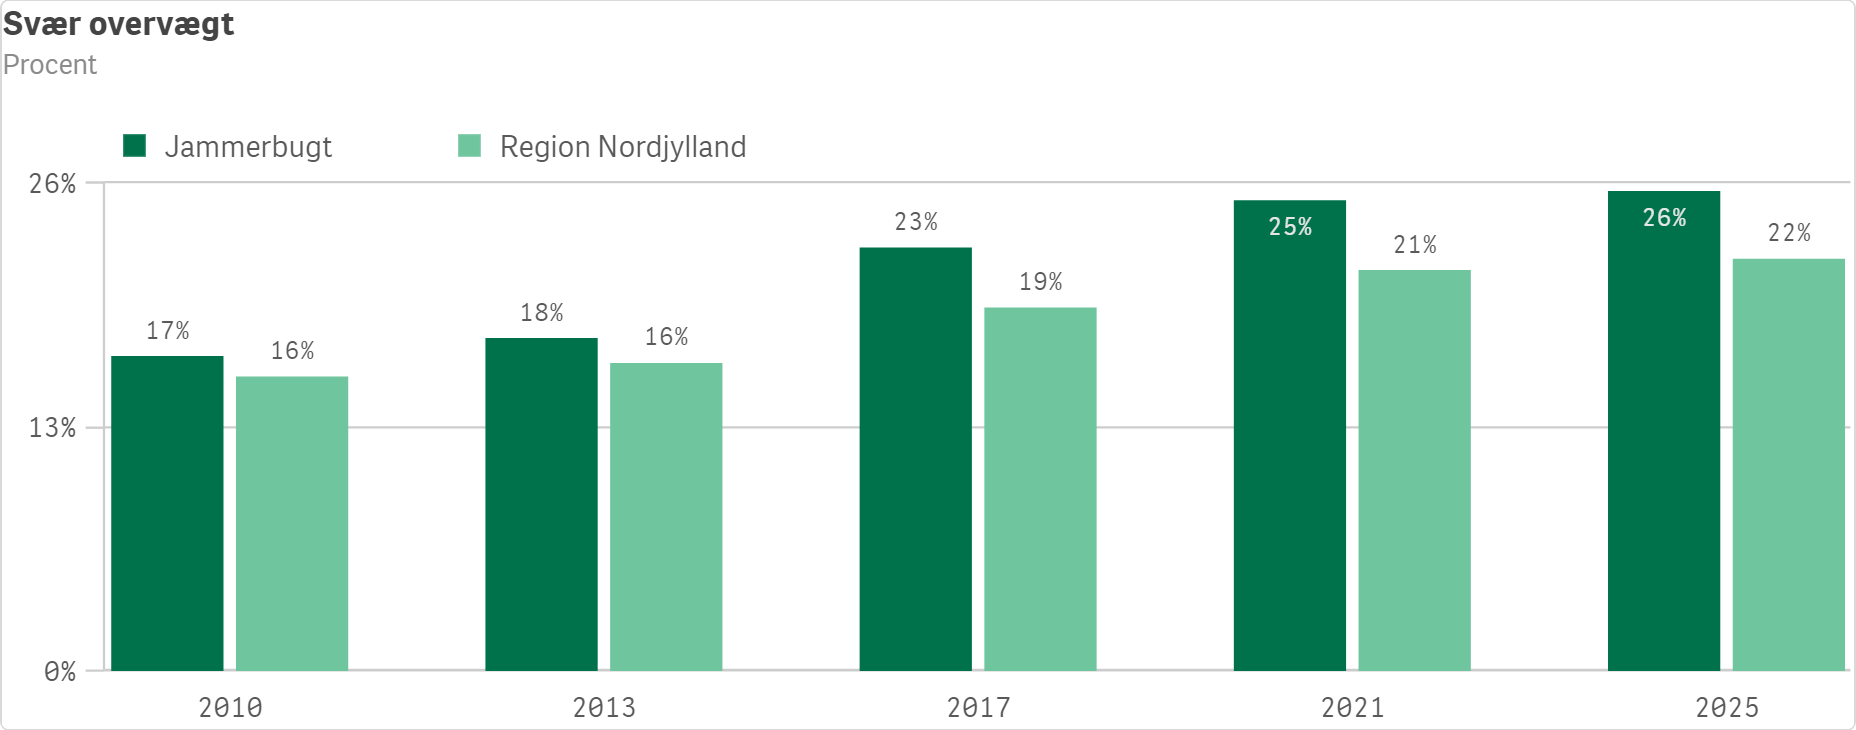 Svær overvægt
Procent
Jammerbugt Region Nordjylland
26%
13%
0%
17% 16% 18% 16% 23% 19% 25% 21% 26% 22%
2010 2013 2017 2021 2025